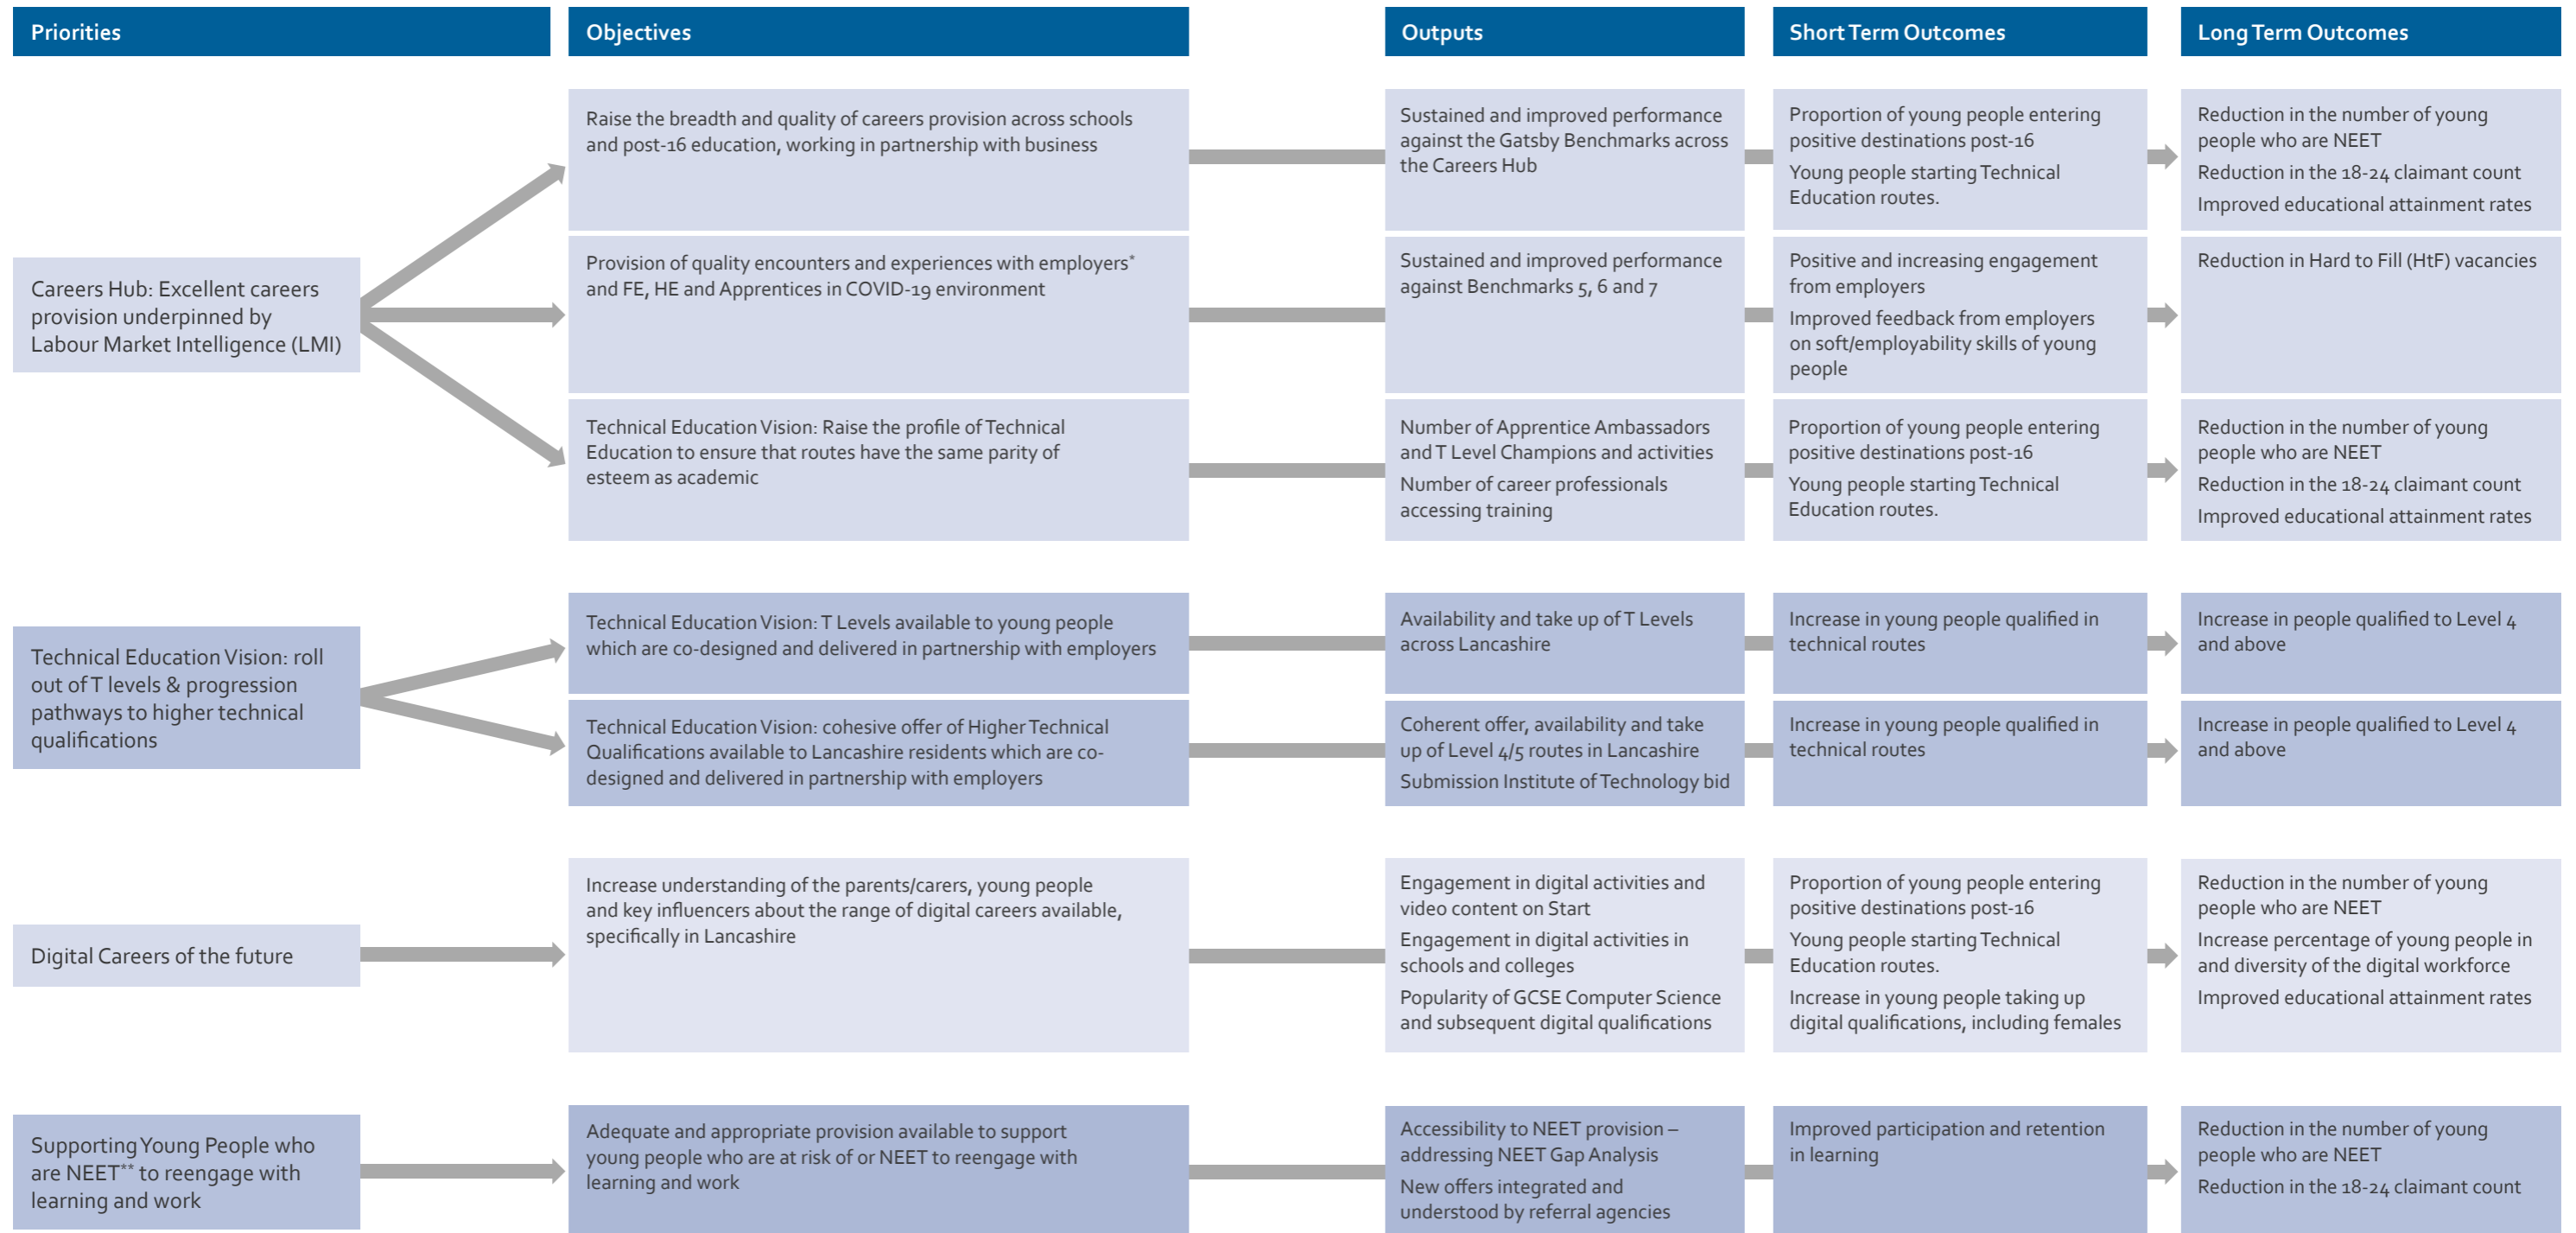 Priorities
Objectives
Outputs
Short Term Outcomes
Long Term Outcomes
Careers Hub: Excellent careers
provision underpinned by
Labour Market Intelligence (LMI)
Raise the breadth and quality of careers provision across schools
and post-16 education, working in partnership with business
Sustained and improved performance
against the Gatsby Benchmarks across
the Careers Hub
Proportion of young people entering
positive destinations post-16
Young people starting Technical
Education routes.
Reduction in the number of young
people who are NEET
Reduction in the 18-24 claimant count
Improved educational attainment rates
Provision of quality encounters and experiences with employers*
and FE, HE and Apprentices in COVID-19 environment
Sustained and improved performance
against Benchmarks 5, 6 and 7
Positive and increasing engagement
from employers
Improved feedback from employers
on soft/employability skills of young
people
Reduction in Hard to Fill (HtF) vacancies
Technical Education Vision: Raise the profile of Technical
Education to ensure that routes have the same parity of
esteem as academic
Number of Apprentice Ambassadors
and T Level Champions and activities
Number of career professionals
accessing training
Proportion of young people entering
positive destinations post-16
Young people starting Technical
Education routes.
Reduction in the number of young
people who are NEET
Reduction in the 18-24 claimant count
Improved educational attainment rates
Technical Education Vision: roll
out of T levels & progression
pathways to higher technical
qualifications
Technical Education Vision: T Levels available to young people
which are co-designed and delivered in partnership with employers
Availability and take up of T Levels
across Lancashire
Increase in young people qualified in
technical routes
Increase in people qualified to Level 4
and above
Technical Education Vision: cohesive offer of Higher Technical
Qualifications available to Lancashire residents which are co-
designed and delivered in partnership with employers
Coherent offer, availability and take
up of Level 4/5 routes in Lancashire
Submission Institute of Technology bid
Increase in young people qualified in
technical routes
Increase in people qualified to Level 4
and above
Digital Careers of the future
Increase understanding of the parents/carers, young people
and key influencers about the range of digital careers available,
specifically in Lancashire
Engagement in digital activities and
video content on Start
Engagement in digital activities in
schools and colleges
Popularity of GCSE Computer Science
and subsequent digital qualifications
Proportion of young people entering
positive destinations post-16
Young people starting Technical
Education routes.
Increase in young people taking up
digital qualifications, including females
Reduction in the number of young
people who are NEET
Increase percentage of young people in
and diversity of the digital workforce
Improved educational attainment rates
Supporting Young People who
are NEET** to reengage with
learning and work
Adequate and appropriate provision available to support
young people who are at risk of or NEET to reengage with
learning and work
Accessibility to NEET provision –
addressing NEET Gap Analysis
New offers integrated and
understood by referral agencies
Improved participation and retention
in learning
Reduction in the number of young
people who are NEET
Reduction in the 18-24 claimant count